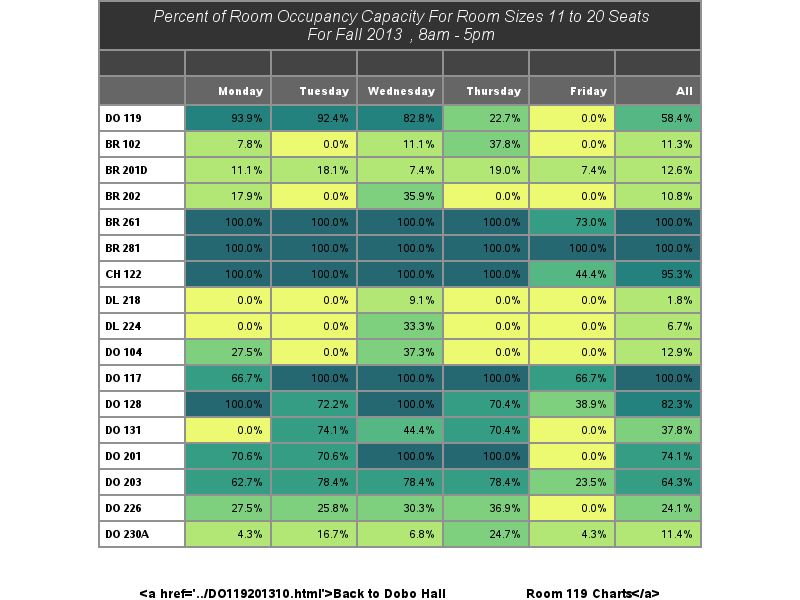 Percent of Room Occupancy Capacity For Room Sizes 11 to 20 Seats
For Fall 2013 , 8am - 5pm
Monday Tuesday Wednesday Thursday Friday All
DO 119 93.9% 92.4% 82.8% 22.7% 0.0% 58.4%
BR 102 7.8% 0.0% 11.1% 37.8% 0.0% 11.3%
BR 201D 11.1% 18.1% 7.4% 19.0% 7.4% 12.6%
BR 202 17.9% 0.0% 35.9% 0.0% 0.0% 10.8%
BR 261 100.0% 100.0% 100.0% 100.0% 73.0% 100.0%
BR 281 100.0% 100.0% 100.0% 100.0% 100.0% 100.0%
CH 122 100.0% 100.0% 100.0% 100.0% 44.4% 95.3%
DL 218 0.0% 0.0% 9.1% 0.0% 0.0% 1.8%
DL 224 0.0% 0.0% 33.3% 0.0% 0.0% 6.7%
DO 104 27.5% 0.0% 37.3% 0.0% 0.0% 12.9%
DO 117 66.7% 100.0% 100.0% 100.0% 66.7% 100.0%
DO 128 100.0% 72.2% 100.0% 70.4% 38.9% 82.3%
DO 131 0.0% 74.1% 44.4% 70.4% 0.0% 37.8%
DO 201 70.6% 70.6% 100.0% 100.0% 0.0% 74.1%
DO 203 62.7% 78.4% 78.4% 78.4% 23.5% 64.3%
DO 226 27.5% 25.8% 30.3% 36.9% 0.0% 24.1%
DO 230A 4.3% 16.7% 6.8% 24.7% 4.3% 11.4%
<a href='../DO119201310.html'>Back to Dobo Hall Room 119 Charts</a>